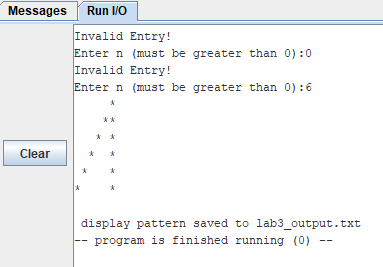 Messages Run I/O
Invalid Entry!
Enter n (must be greater than 0):0
Invalid Entry!
Enter n (must be greater than 0):6
     *
    **
   * *
  *  *
 *   *
*    *
Clear
 display pattern saved to lab3_output.txt
-- program is finished running (0) --